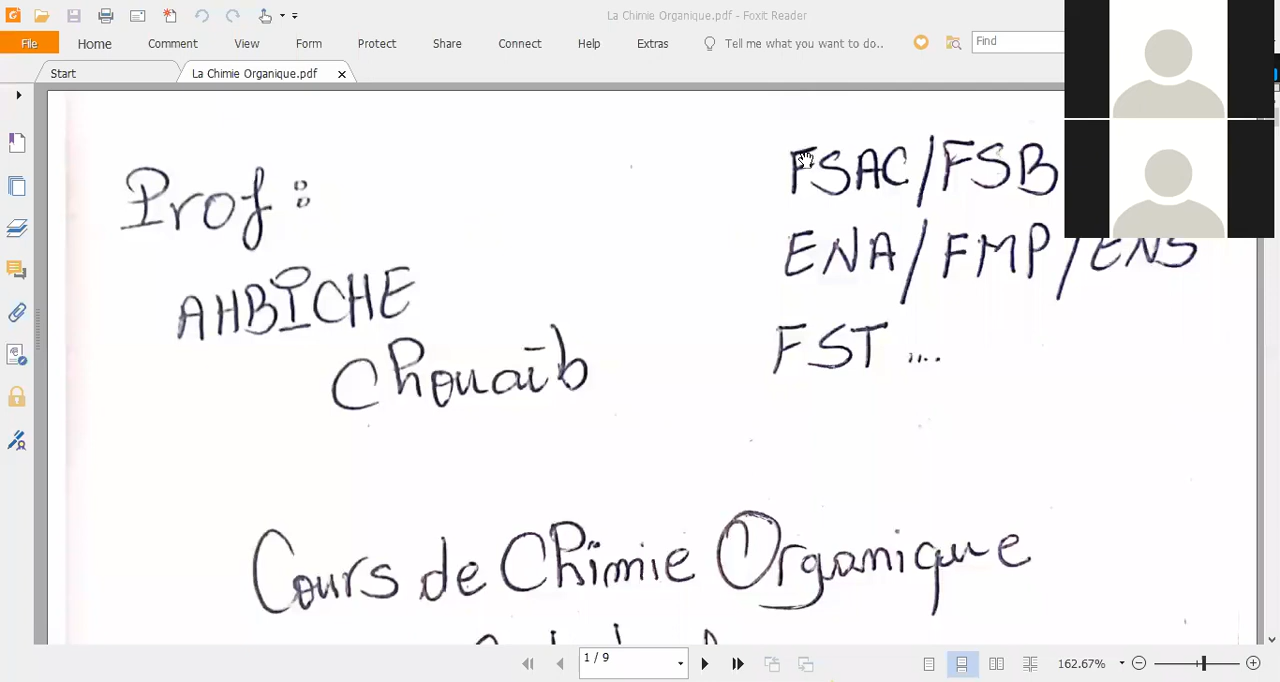 La Chimie Organique.pdf - Foxit Reader
File Home Comment View Form Protect Share Connect Help Extras Tell me what you want to do.. Find
Start La Chimie Organique.pdf
Prof:
AHBICHE
Chouaïb
FSAC/FSB
ENA/FMP/ENS
FST ....
Cours de Chimie Organique
1 / 9
162.67%